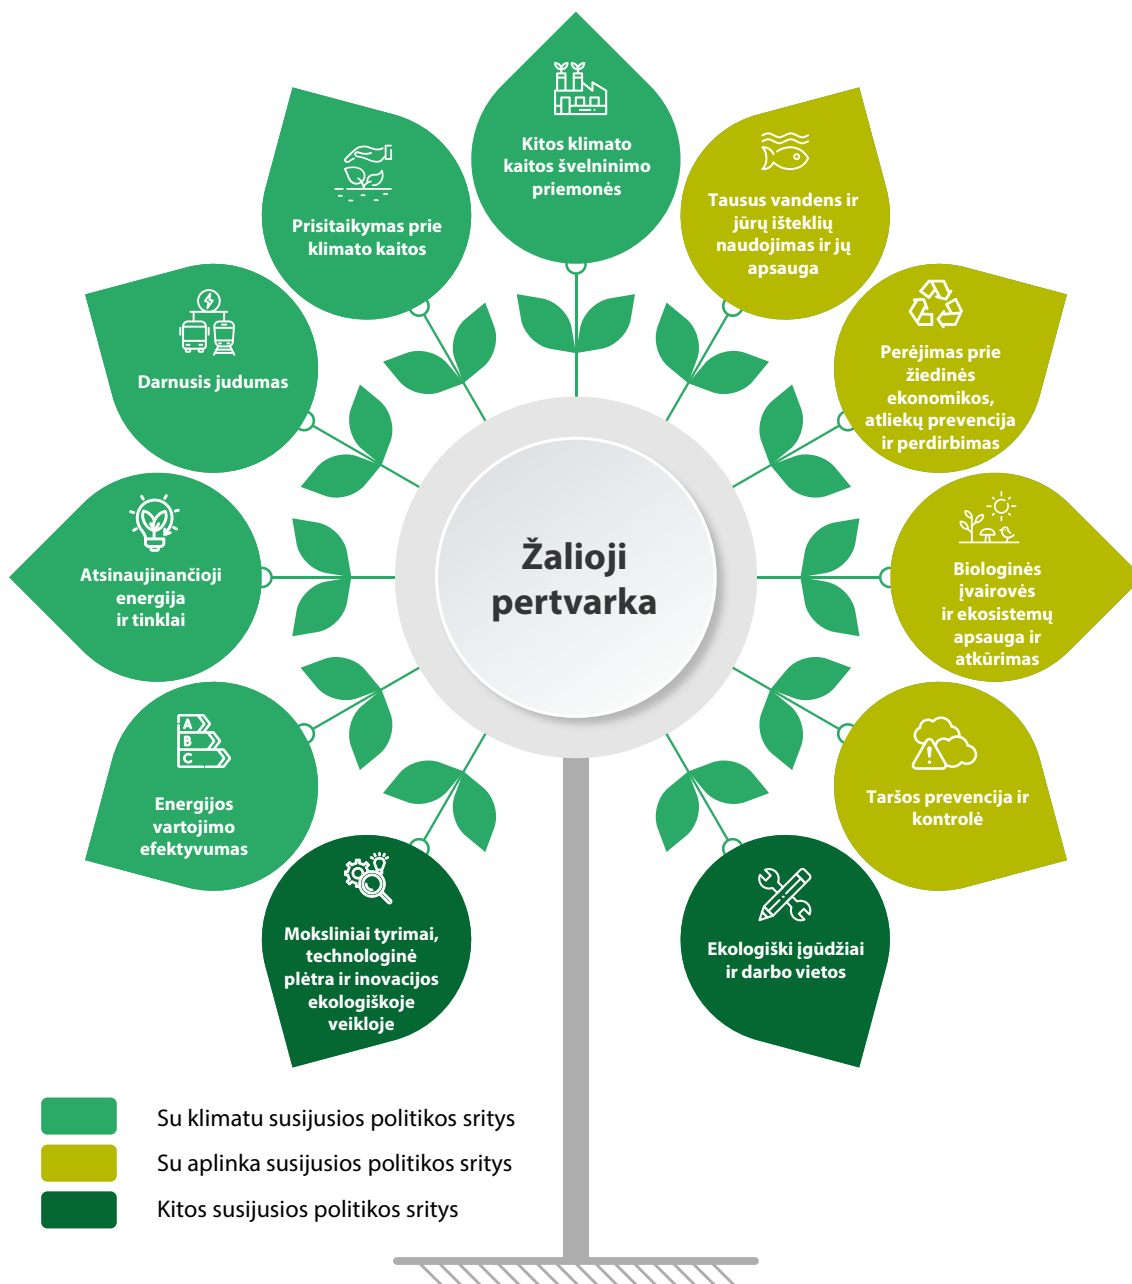 Kitos klimato
kaitos švelninimo
priemonės
Prisitaikymas prie
klimato kaitos
Tausus vandens ir
jūrų išteklių
naudojimas ir jų
apsauga
Darnusis judumas
Perėjimas prie
žiedinės
ekonomikos,
atliekų prevencija
ir perdirbimas
Atsinaujinančioji
energija
ir tinklai
Žalioji
pertvarka
Biologinės
įvairovės
ir ekosistemų
apsauga ir
atkūrimas
A
B
C
Energijos
vartojimo
efektyvumas
Taršos prevencija ir
kontrolė
Moksliniai tyrimai,
technologinė
plėtra ir inovacijos
ekologiškoje
veikloje
Ekologiški įgūdžiai
ir darbo vietos
Su klimatu susijusios politikos sritys
Su aplinka susijusios politikos sritys
Kitos susijusios politikos sritys